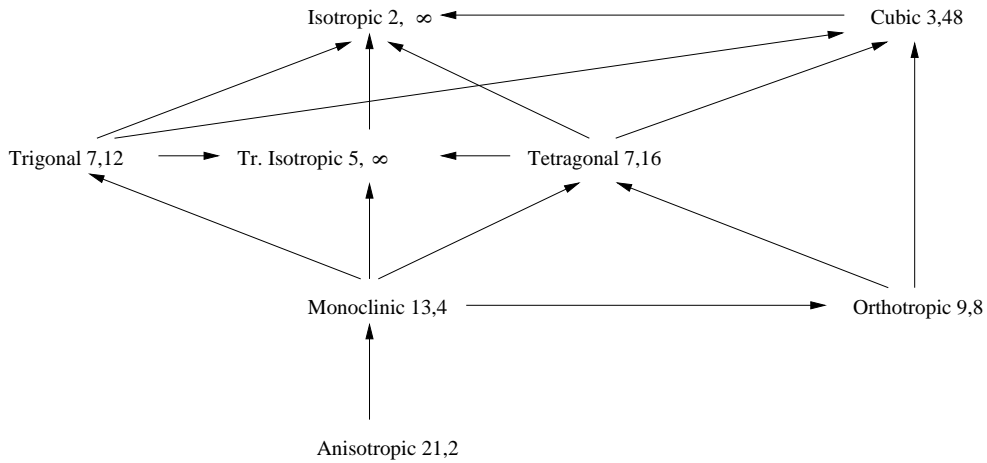 Isotropic 2, ∞
Cubic 3,48
Trigonal 7,12
Tr. Isotropic 5, ∞
Tetragonal 7,16
Monoclinic 13,4
Orthotropic 9,8
Anisotropic 21,2